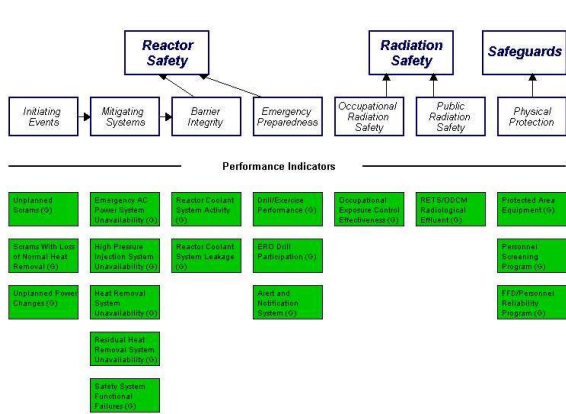 Reactor
Safety
Radiation
Safety
Safeguards
Initiating
Events
Mitigating
Systems
Barrier
Integrity
Emergency
Preparedness
Occupational
Radiation
Safety
Public
Radiation
Safety
Physical
Protection
Performance Indicators
Unplanned
Scrams (G)
Emergency AC
Power System
Unavailability (G)
Reactor Coolant
System Activity
(G)
Drill/Exercise
Performance (G)
Occupational
Exposure Control
Effectiveness (G)
RETS/ODCM
Radiological
Effluent (G)
Protected Area
Equipment (G)
Scrams With Loss
of Normal Heat
Removal (G)
High Pressure
Injection System
Unavailability (G)
Reactor Coolant
System Leakage (G)
ERO Drill
Participation (G)
Personnel
Screening
Program (G)
Unplanned Power
Changes (G)
Heat Removal
System
Unavailability (G)
Alert and
Notification
System (G)
FFD/Personnel
Reliability
Program (G)
Residual Heat
Removal System
Unavailability (G)
Safety System
Functional
Failures (G)